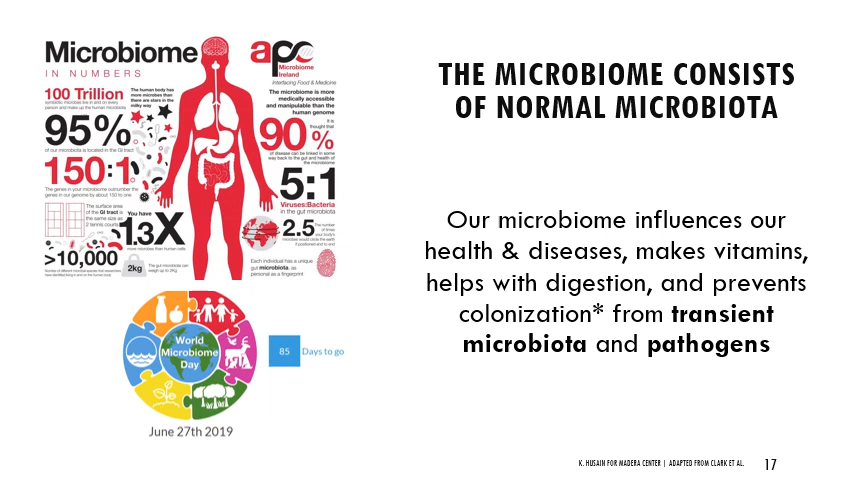 Microbiome
IN NUMBERS
apc
Microbiome
Ireland
Interfacing Food & Medicine
100 Trillion
symbiotic microbes live in and on every
person and make up the human microbiota
The human body has
more microbes than
there are stars in the
milky way
95%
of our microbiota is located in the GI tract
150:1
The genes in your microbiome outnumber the
genes in our genome by about 150 to one
The surface area
of the GI tract is
the same size as
2 tennis courts
You have
1.3X
more microbes than human cells
>10,000
Number of different microbial species that researchers
have identified living in and on the human body
2kg
The gut microbiota can
weigh up to 2Kg
The microbiome is more
medically accessible
and manipulable than the
human genome
It is
thought that
90%
of disease can be linked in some
way back to the gut and health of
the microbiome
5:1
Viruses:Bacteria
in the gut microbiota
2.5
The number
of times
your body's
microbes would circle the earth
if positioned end to end
Each individual has a unique
gut microbiota, as
personal as a fingerprint
World
Microbiome
Day
85 Days to go
June 27th 2019
THE MICROBIOME CONSISTS
OF NORMAL MICROBIOTA
Our microbiome influences our
health & diseases, makes vitamins,
helps with digestion, and prevents
colonization* from transient
microbiota and pathogens
K. HUSAIN FOR MADERA CENTER | ADAPTED FROM CLARK ET AL.
17